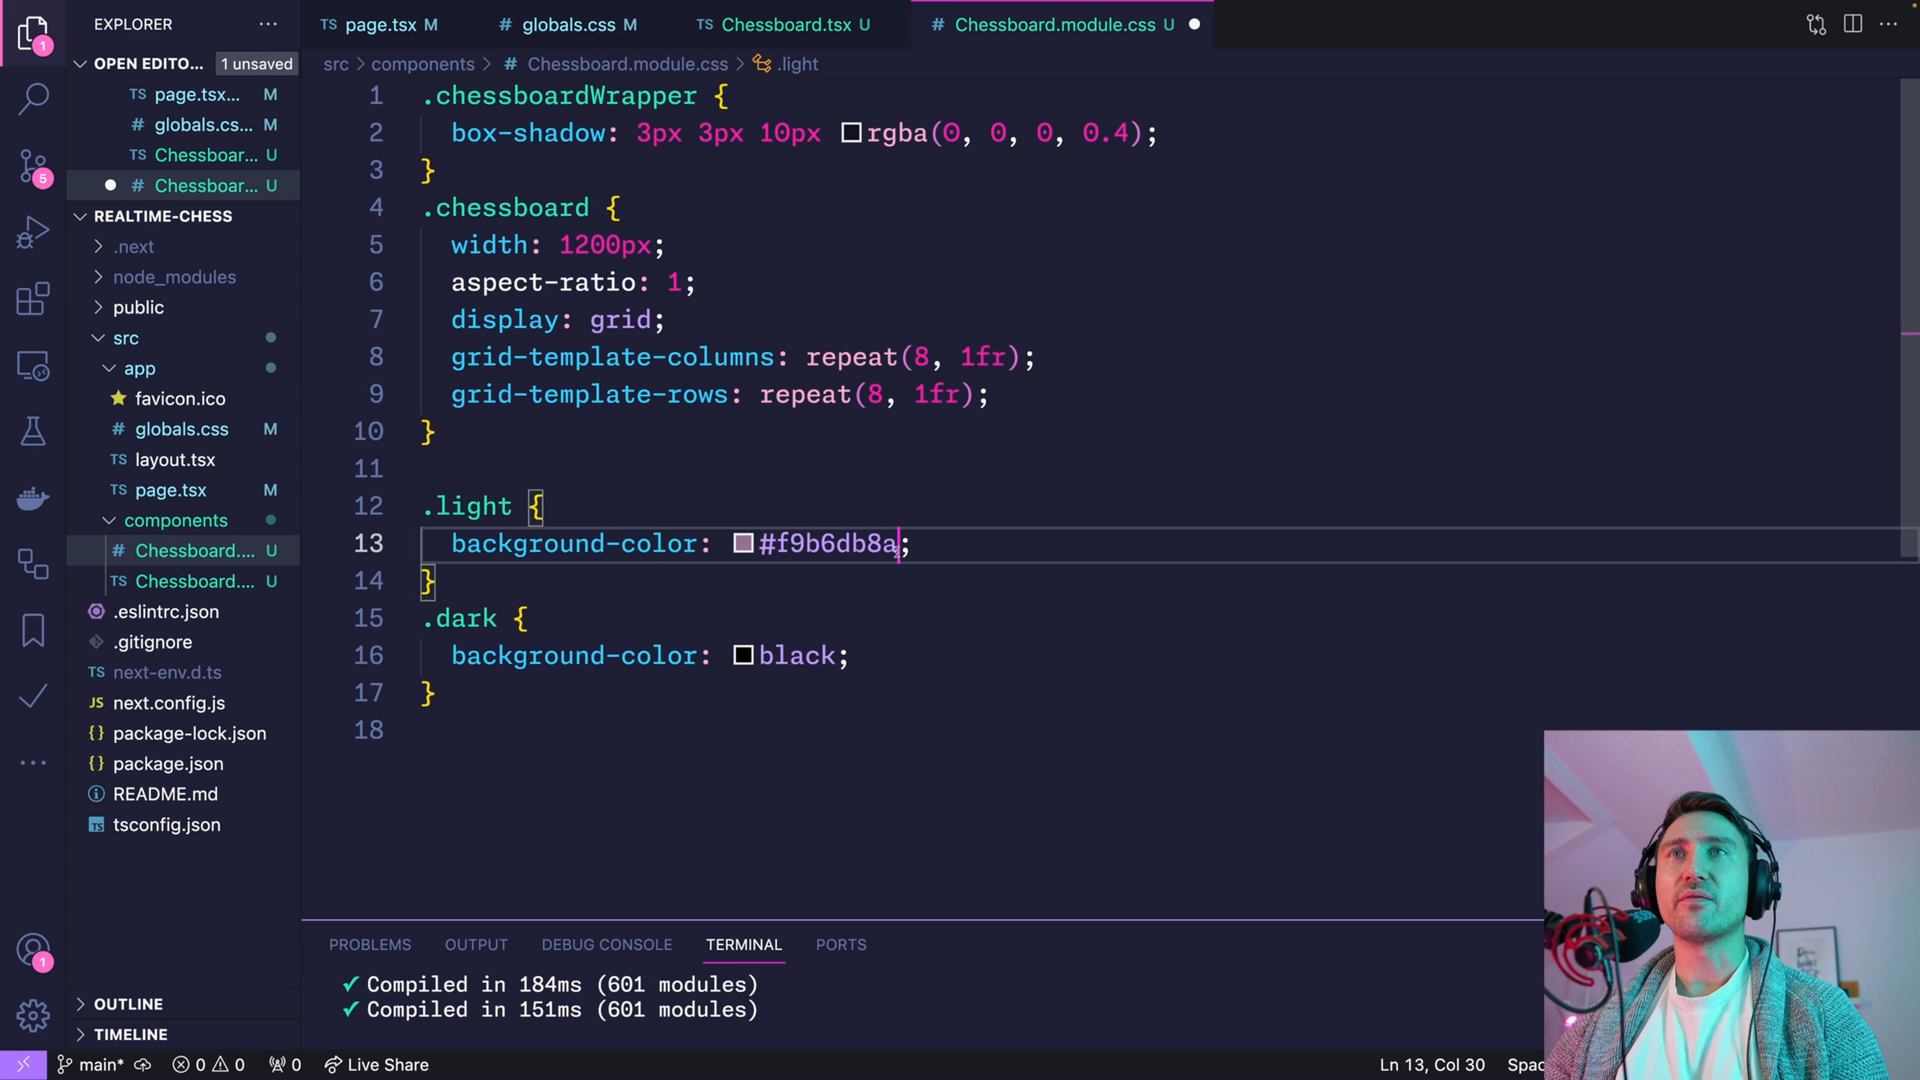 EXPLORER
OPEN EDITO... 1 unsaved
page.tsx... M
globals.cs... M
Chessboar... U
Chessboar... U
REALTIME-CHESS
.next
node_modules
public
src
app
favicon.ico
globals.css M
layout.tsx
page.tsx M
components
Chessboard.... U
Chessboard.... U
.eslintrc.json
.gitignore
next-env.d.ts
next.config.js
package-lock.json
package.json
README.md
tsconfig.json
OUTLINE
TIMELINE
TS page.tsx M # globals.css M TS Chessboard.tsx U # Chessboard.module.css U
src > components > # Chessboard.module.css > .light
1 .chessboardWrapper {
2 box-shadow: 3px 3px 10px rgba(0, 0, 0, 0.4);
3 }
4 .chessboard {
5 width: 1200px;
6 aspect-ratio: 1;
7 display: grid;
8 grid-template-columns: repeat(8, 1fr);
9 grid-template-rows: repeat(8, 1fr);
10 }
11
12 .light {
13 background-color: #f9b6db8a;
14 }
15 .dark {
16 background-color: black;
17 }
18
PROBLEMS OUTPUT DEBUG CONSOLE TERMINAL PORTS
✓ Compiled in 184ms (601 modules)
✓ Compiled in 151ms (601 modules)
main* 0 0 0 Live Share Ln 13, Col 30 Spac